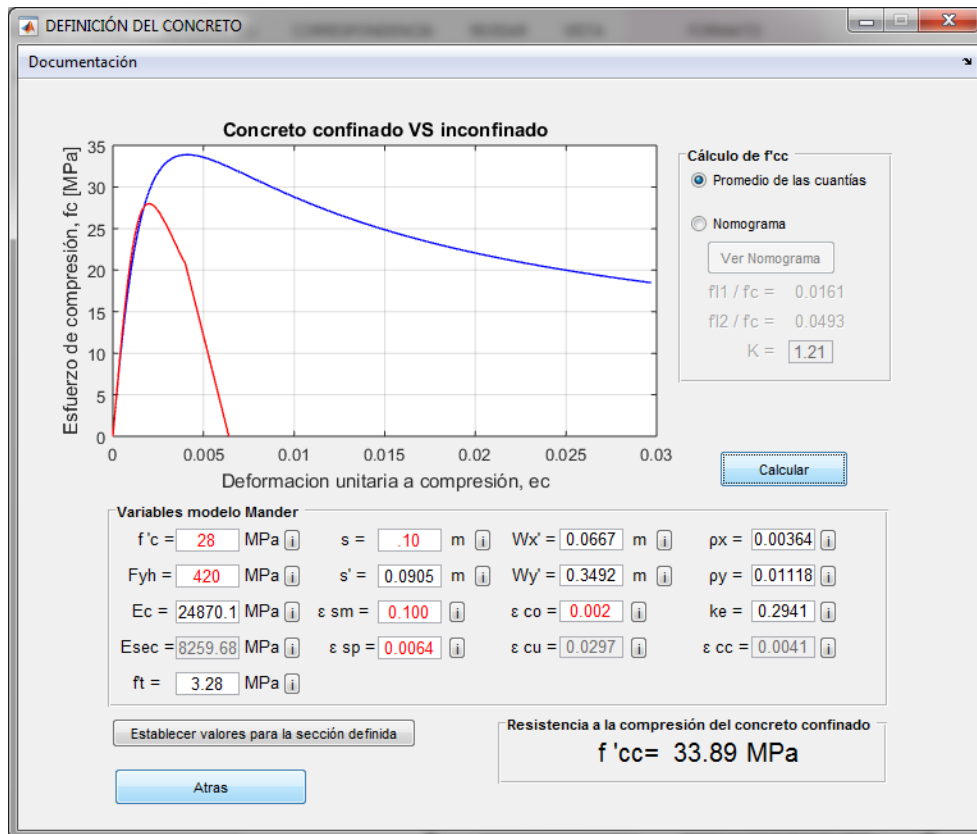 DEFINICIÓN DEL CONCRETO
Documentación
Concreto confinado VS inconfinado
Esfuerzo de compresión, fc [MPa]
35
30
25
20
15
10
5
0
0 0.005 0.01 0.015 0.02 0.025 0.03
Deformacion unitaria a compresión, ec
Cálculo de f'cc
Promedio de las cuantías
Nomograma
Ver Nomograma
fl1 / f'c = 0.0161
fl2 / f'c = 0.0493
K = 1.21
Calcular
Variables modelo Mander
f 'c = 28 MPa i s = .10 m i Wx' = 0.0667 m i ρx = 0.00364 i
Fyh = 420 MPa i s' = 0.0905 m i Wy' = 0.3492 m i ρy = 0.01118 i
Ec = 24870.1 MPa i ε sm = 0.100 i ε co = 0.002 i ke = 0.2941 i
Esec = 8259.68 MPa i ε sp = 0.0064 i ε cu = 0.0297 i ε cc = 0.0041 i
f't = 3.28 MPa i
Establecer valores para la sección definida
Atras
Resistencia a la compresión del concreto confinado
f 'cc= 33.89 MPa